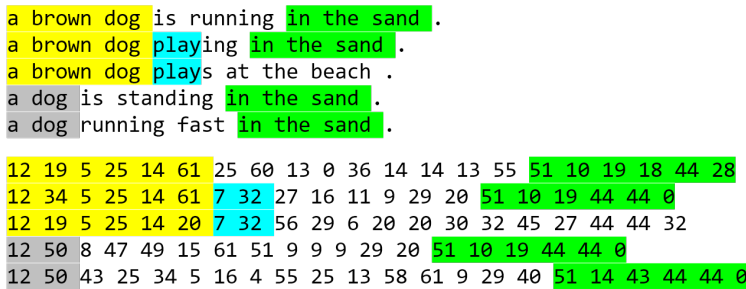 a brown dog is running in the sand .
a brown dog playing in the sand .
a brown dog plays at the beach .
a dog is standing in the sand .
a dog running fast in the sand .
12 19 5 25 14 61 25 60 13 0 36 14 14 13 55 51 10 19 18 44 28
12 34 5 25 14 61 7 32 27 16 11 9 29 20 51 10 19 44 44 0
12 19 5 25 14 20 7 32 56 29 6 20 20 30 32 45 27 44 44 32
12 50 8 47 49 15 61 51 9 9 9 29 20 51 10 19 44 44 0
12 50 43 25 34 5 16 4 55 25 13 58 61 9 29 40 51 14 43 44 44 0